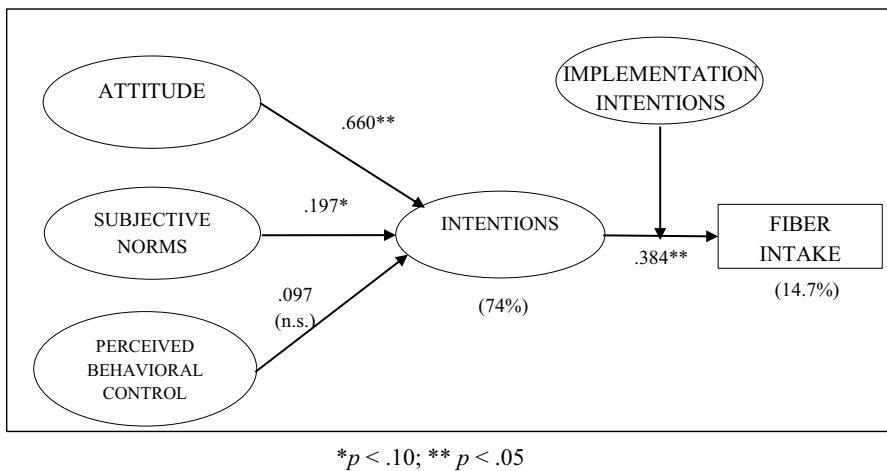 ATTITUDE
.660**
IMPLEMENTATION
INTENTIONS
SUBJECTIVE
NORMS
.197*
INTENTIONS
(74%)
.384**
FIBER
INTAKE
(14.7%)
.097
(n.s.)
PERCEIVED
BEHAVIORAL
CONTROL
*p < .10; ** p < .05